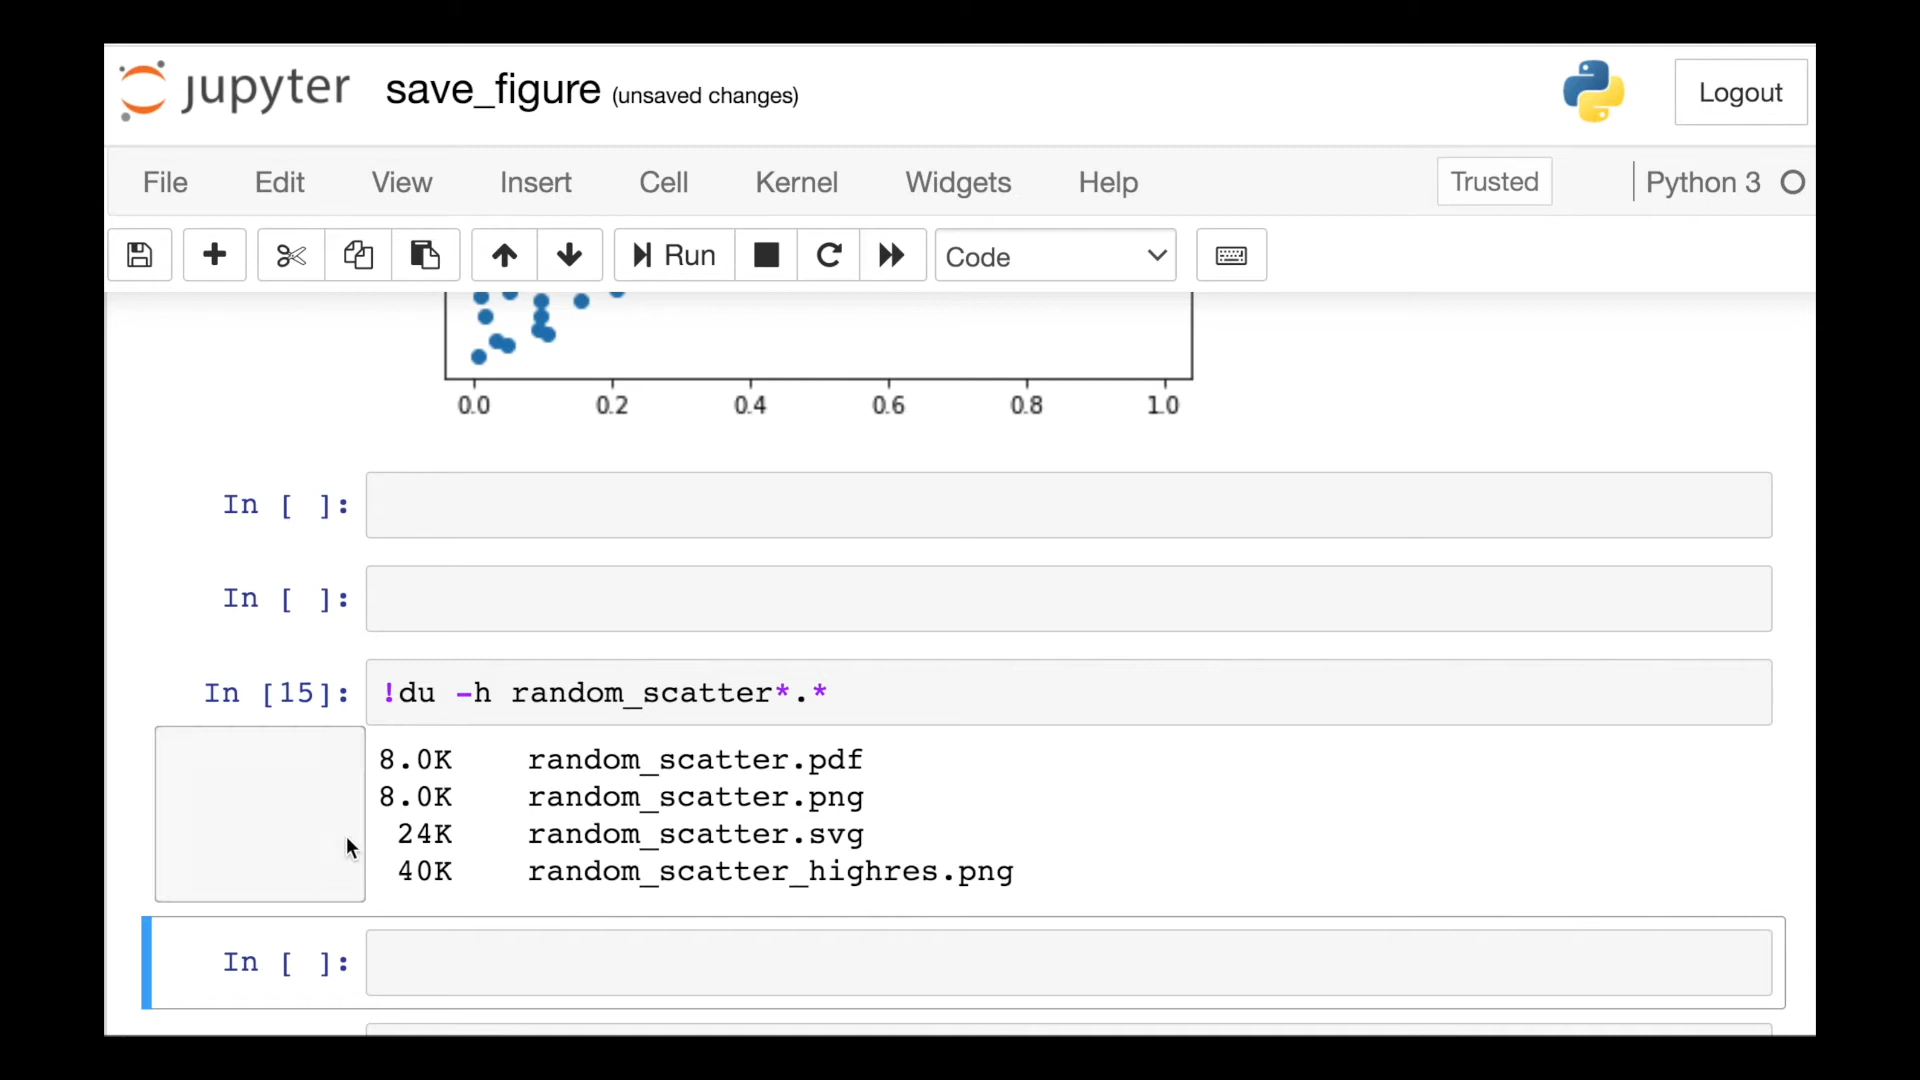 jupyter save_figure (unsaved changes) Logout
File Edit View Insert Cell Kernel Widgets Help Trusted Python 3
Run Code
0.0 0.2 0.4 0.6 0.8 1.0
In [ ]:
In [ ]:
In [15]: !du -h random_scatter*.*
8.0K random_scatter.pdf
8.0K random_scatter.png
24K random_scatter.svg
40K random_scatter_highres.png
In [ ]: